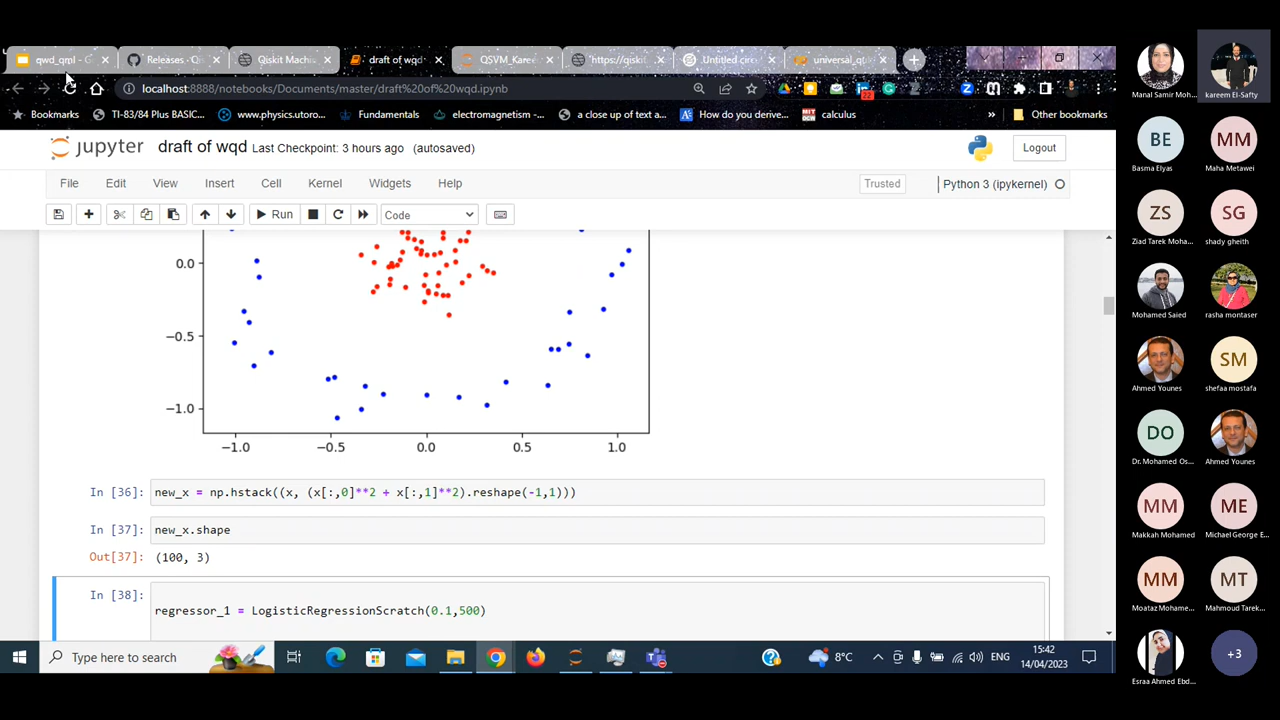 qwd_qml - G
Releases · Qi
Qiskit Machi
draft of wqd
QSVM_Karee
"https://qiskit
Untitled circ
universal_qu
localhost:8888/notebooks/Documents/master/draft%20of%20wqd.ipynb
22
Bookmarks
TI-83/84 Plus BASIC...
www.physics.utoro...
Fundamentals
electromagnetism -...
a close up of text a...
How do you derive...
calculus
»
Other bookmarks
jupyter
draft of wqd
Last Checkpoint: 3 hours ago (autosaved)
Logout
File
Edit
View
Insert
Cell
Kernel
Widgets
Help
Trusted
Python 3 (ipykernel)
Run
Code
0.0
−0.5
−1.0
−1.0
−0.5
0.0
0.5
1.0
In [36]:
new_x = np.hstack((x, (x[:,0]**2 + x[:,1]**2).reshape(-1,1)))
In [37]:
new_x.shape
Out[37]:
(100, 3)
In [38]:
regressor_1 = LogisticRegressionScratch(0.1,500)
Type here to search
8°C
ENG
15:42
14/04/2023
Manal Samir Moh...
kareem El-Safty
BE
Basma Elyas
MM
Maha Metawei
ZS
Ziad Tarek Moha...
SG
shady gheith
Mohamed Saied
rasha montaser
Ahmed Younes
SM
shefaa mostafa
DO
Dr. Mohamed Os...
Ahmed Younes
MM
Makkah Mohamed
ME
Michael George E...
MM
Moataz Mohame...
MT
Mahmoud Tarek...
Esraa Ahmed Ebd...
+3